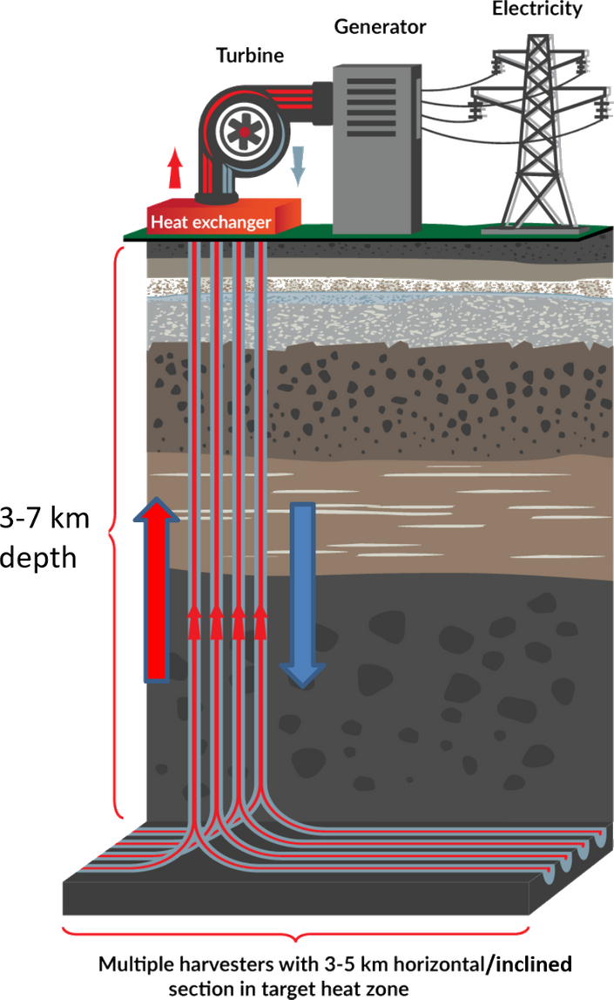 Electricity
Generator
Turbine
Heat exchanger
3-7 km
depth
Multiple harvesters with 3-5 km horizontal/inclined
section in target heat zone